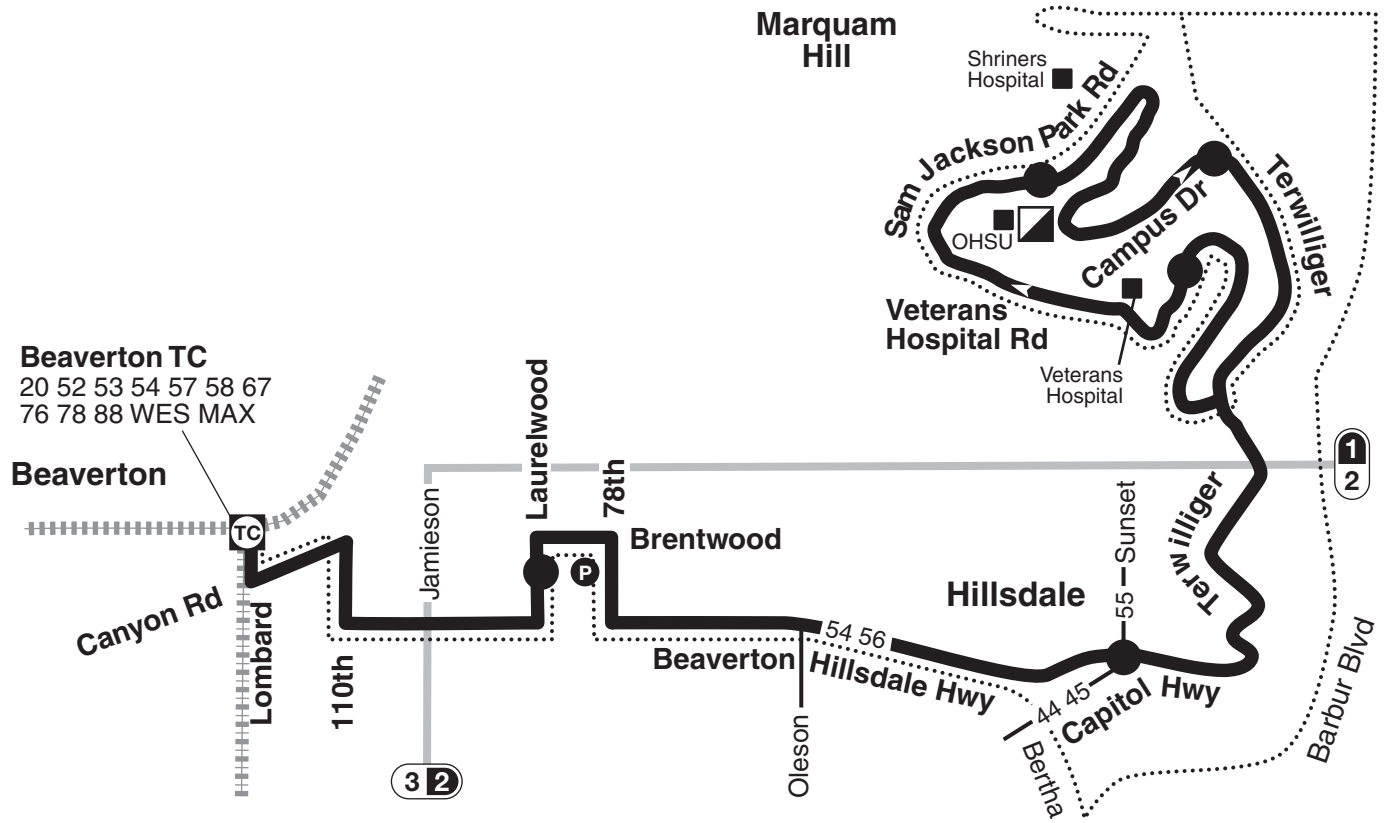 Marquam
Hill
Shriners
Hospital
Sam Jackson Park Rd
Terwilliger
OHSU
Campus Dr
Veterans
Hospital Rd
Veterans
Hospital
Beaverton TC
20 52 53 54 57 58 67
76 78 88 WES MAX
Beaverton
TC
Laurelwood
78th
Jamieson
1
2
Brentwood
P
Terwilliger
Sunset
55
Hillsdale
Canyon Rd
Lombard
110th
54 56
Beaverton Hillsdale Hwy
44 45
Capitol Hwy
Oleson
Bertha
Barbur Blvd
3 2